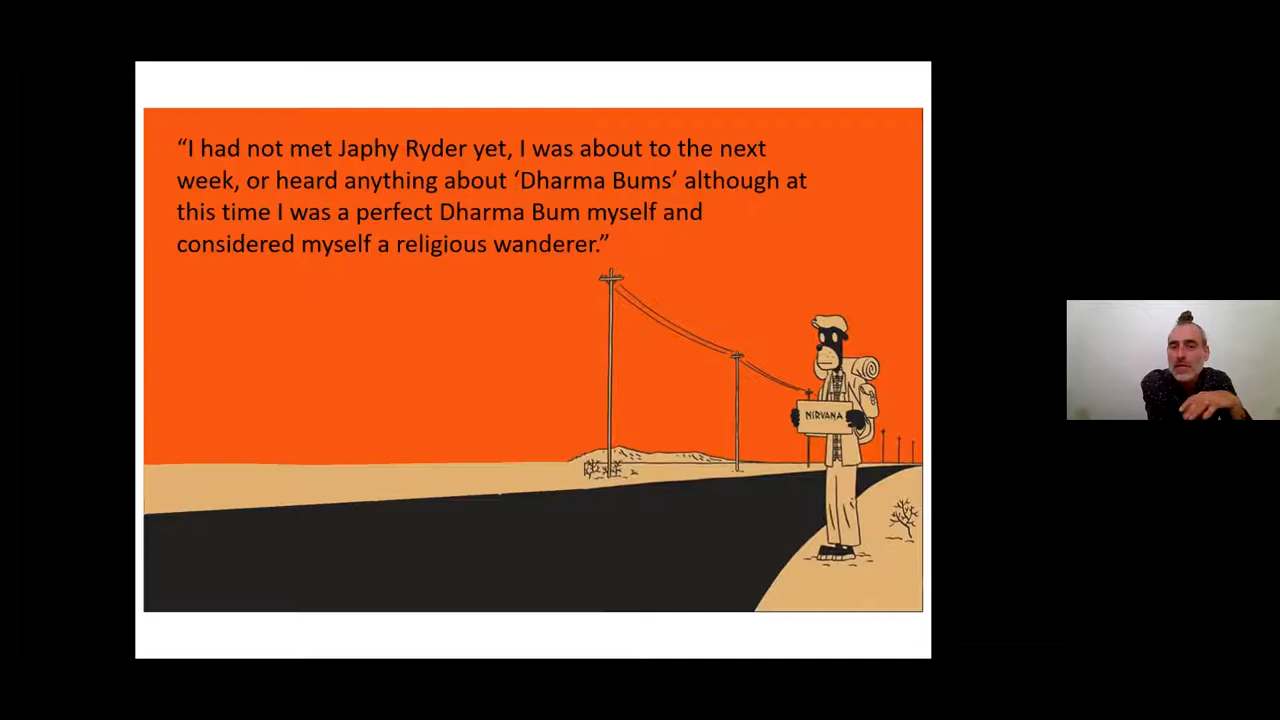 “I had not met Japhy Ryder yet, I was about to the next
week, or heard anything about ‘Dharma Bums’ although at
this time I was a perfect Dharma Bum myself and
considered myself a religious wanderer.”
NIRVANA